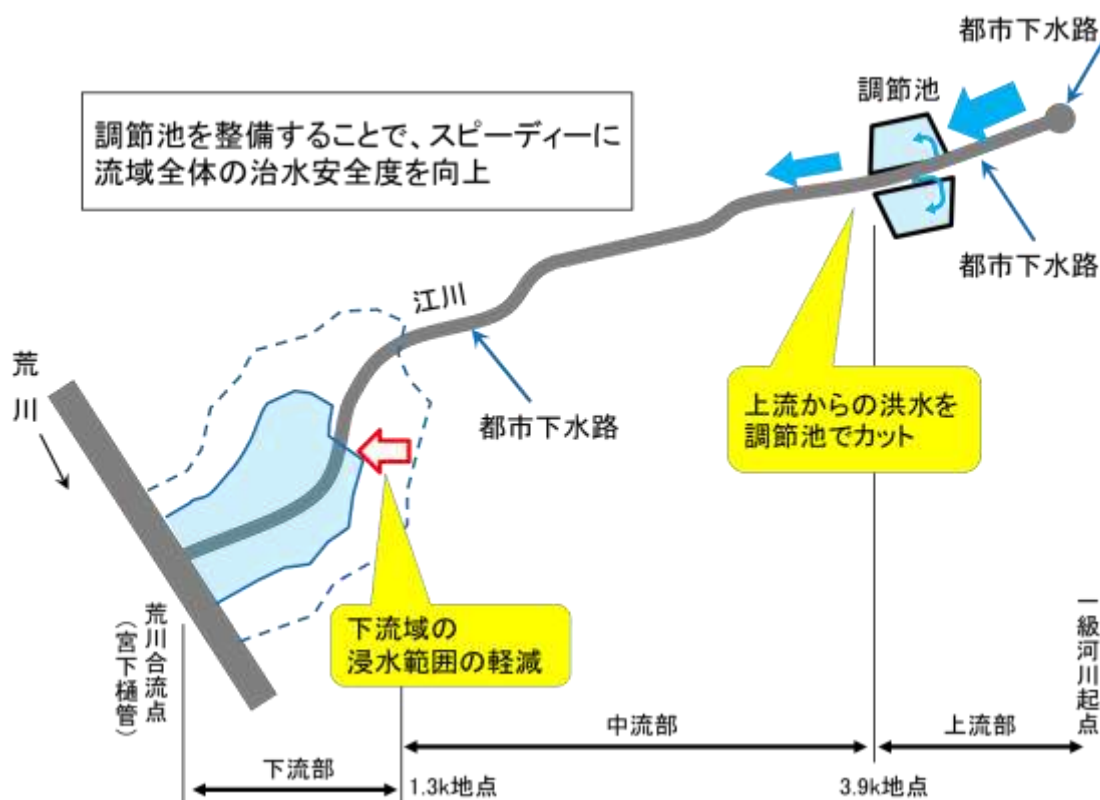 都市下水路
調節池
調節池を整備することで、スピーディーに
流域全体の治水安全度を向上
都市下水路
江川
荒川
都市下水路
上流からの洪水を
調節池でカット
下流域の
浸水範囲の軽減
荒川合流点
（宮下樋管）
一級河川起点
中流部
上流部
下流部
1.3k地点
3.9k地点